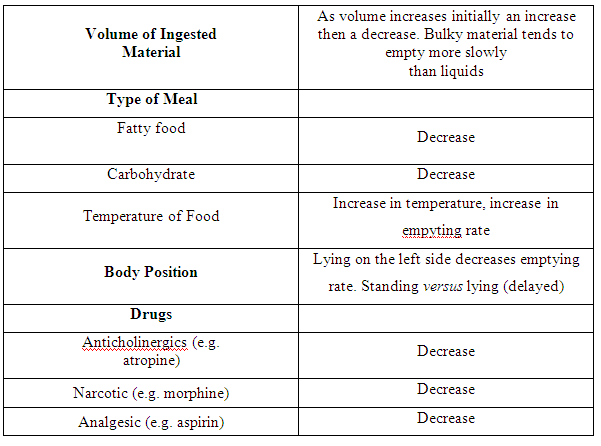 Volume of Ingested
Material
As volume increases initially an increase
then a decrease. Bulky material tends to
empty more slowly
than liquids
Type of Meal
Fatty food
Decrease
Carbohydrate
Decrease
Temperature of Food
Increase in temperature, increase in
empyting rate
Body Position
Lying on the left side decreases emptying
rate. Standing versus lying (delayed)
Drugs
Anticholinergics (e.g.
atropine)
Decrease
Narcotic (e.g. morphine)
Decrease
Analgesic (e.g. aspirin)
Decrease